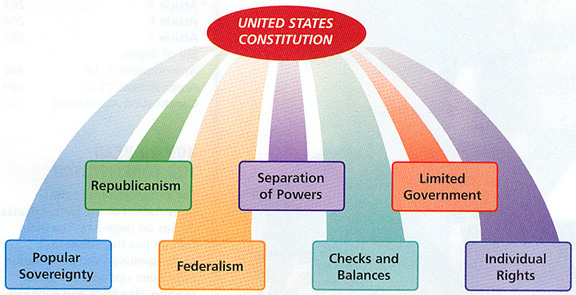 UNITED STATES
CONSTITUTION
Republicanism
Separation
of Powers
Limited
Government
Popular
Sovereignty
Federalism
Checks and
Balances
Individual
Rights